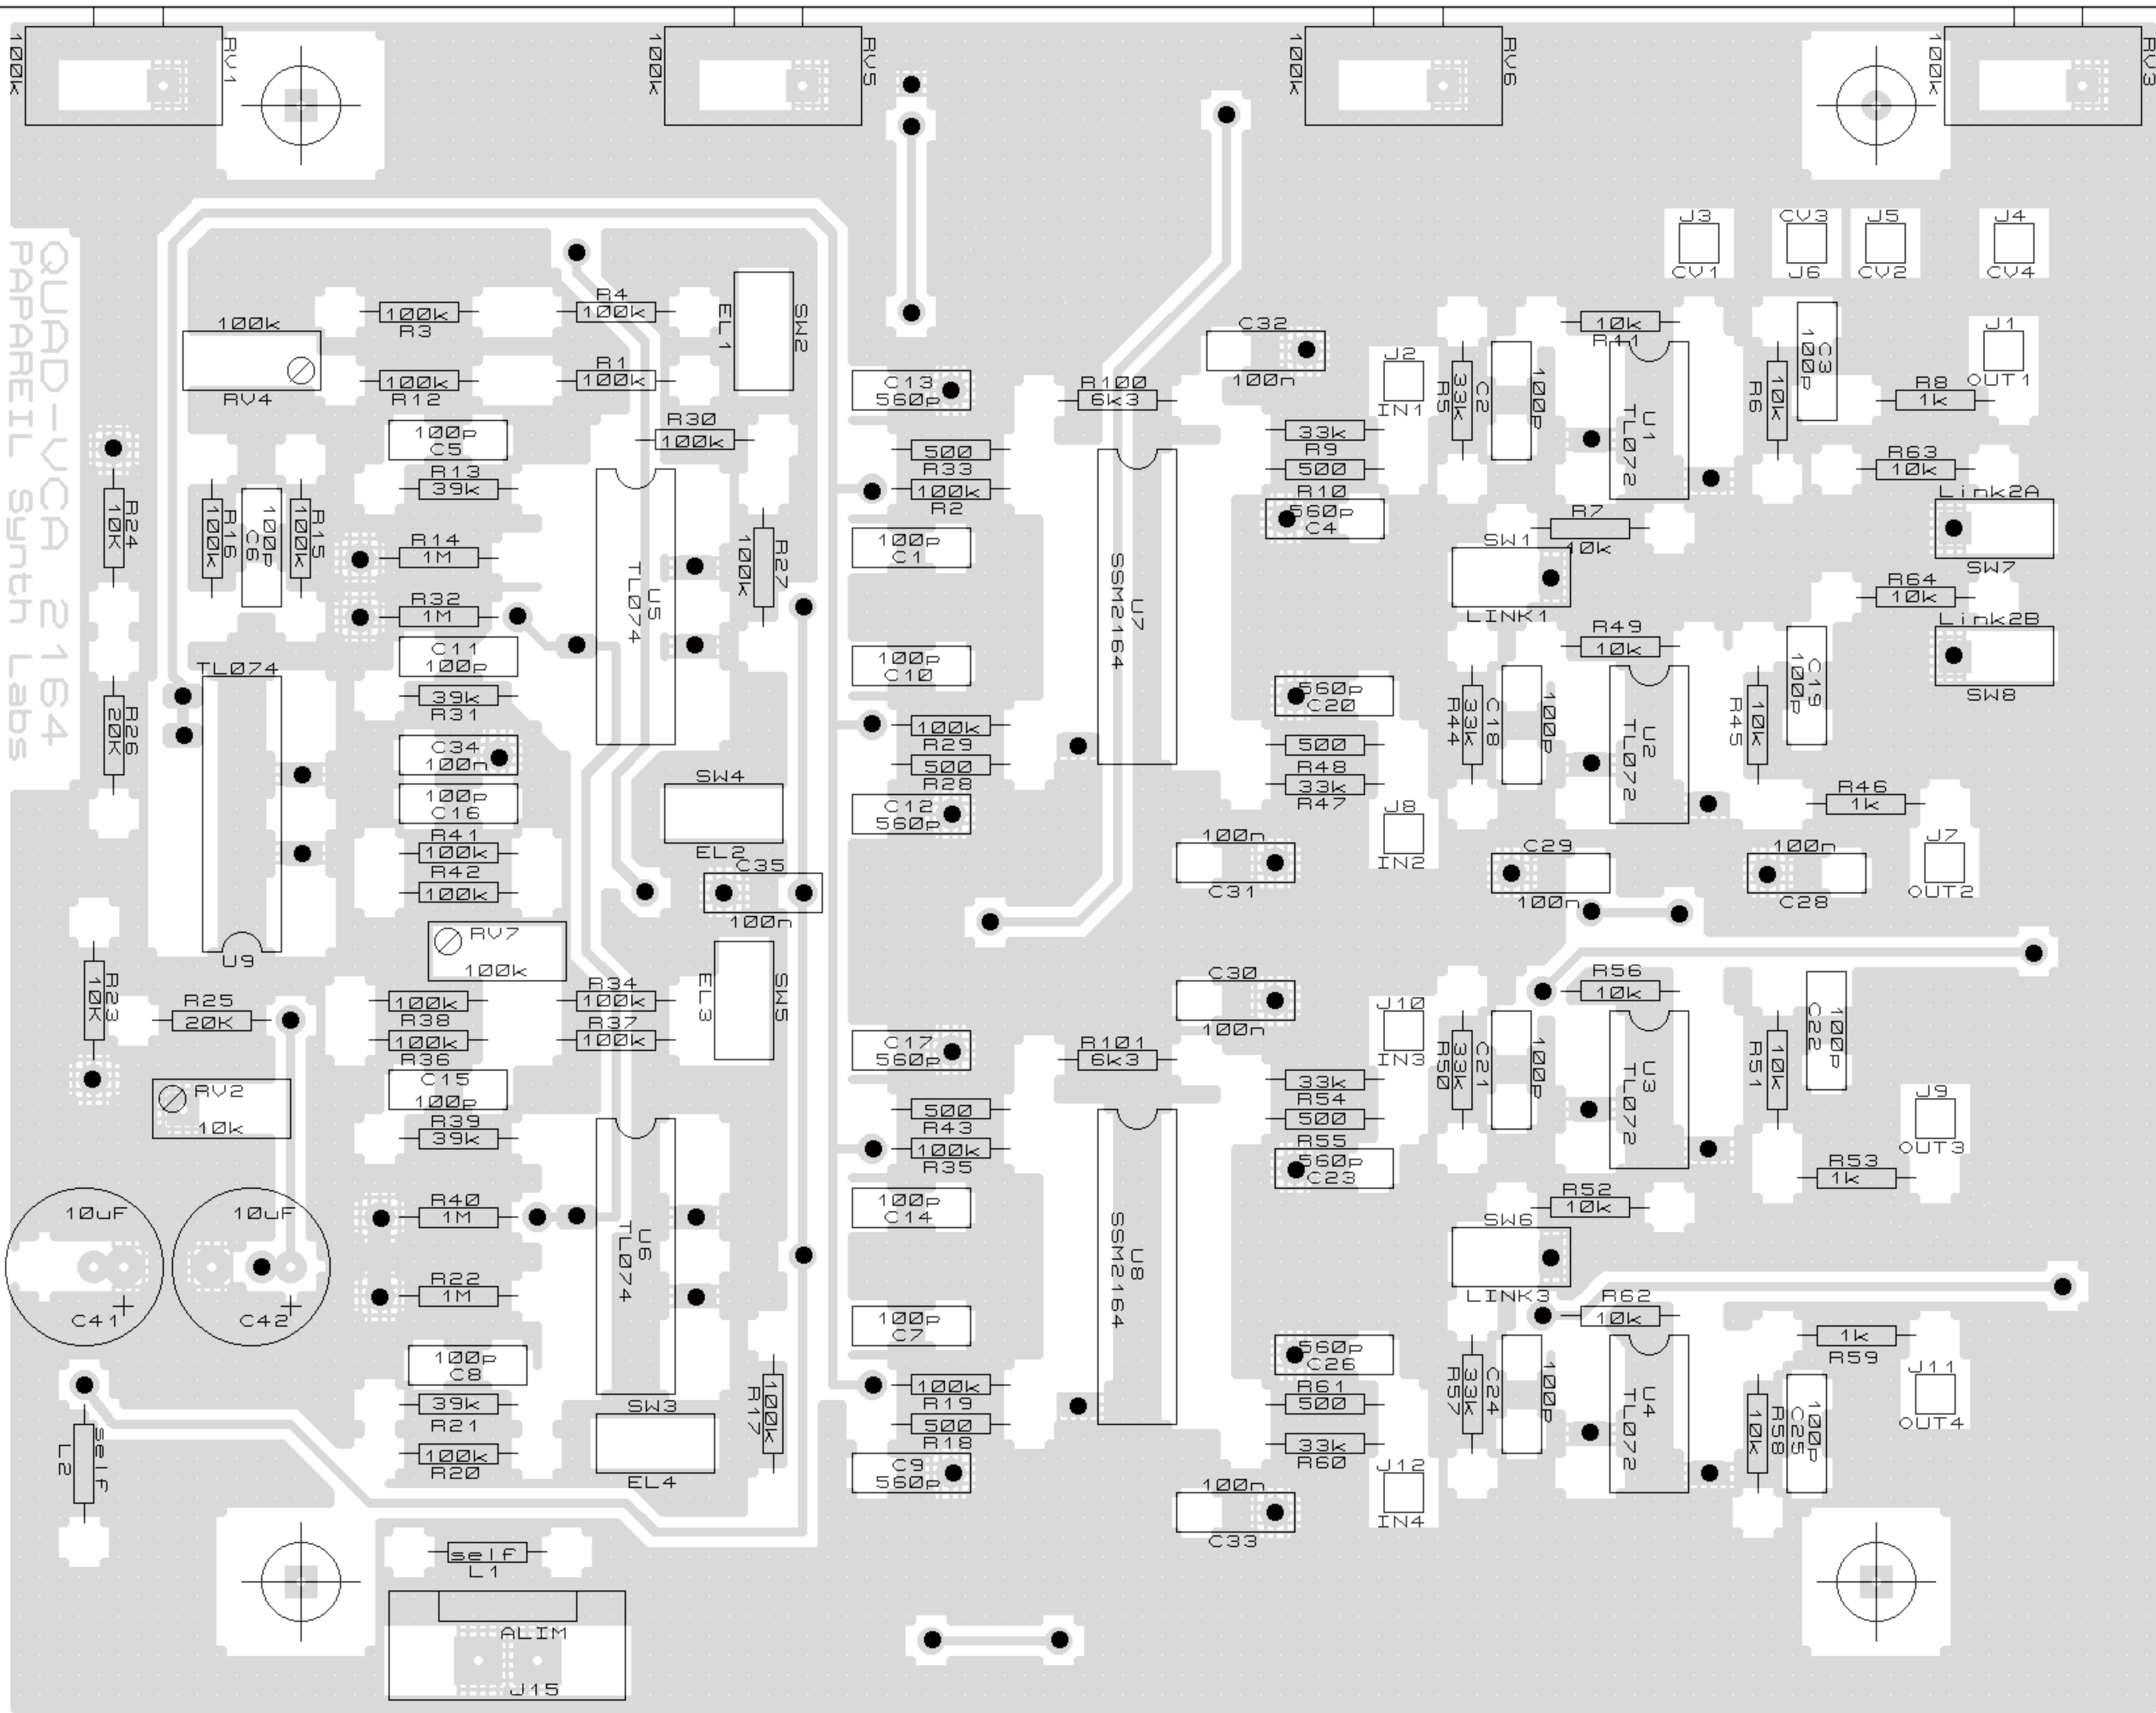 RV1
100k
RV5
100k
RV6
100k
RV3
100k
QUAD-VCA 2164
PAPAREIL Synth Labs
J3
CV1
CV3
J6
J5
CV2
J4
CV4
R4
100k
100k
R3
EL1
SW2
100k
RV4
R1
100k
100k
R12
R30
100k
100p
C5
R13
39k
R24
10K
R16
100k
100p
C6
R15
100k
R14
1M
R32
1M
C11
100p
39k
R31
U5
TL074
R27
100k
C13
560p
500
R33
100k
R2
100p
C1
100p
C10
100k
R29
500
R28
C12
560p
R100
6k3
U7
SSM2164
C32
100n
33k
R9
500
R10
560p
C4
J2
IN1
R5
33k
C2
100p
10k
R11
U1
TL072
R6
10k
C3
100p
J1
OUT1
R8
1k
R63
10k
Link2A
SW7
R7
10k
SW1
LINK1
R64
10k
Link2B
SW8
R49
10k
560p
C20
500
R48
33k
R47
R44
33k
C18
100p
U2
TL072
R45
10k
C19
100p
R46
1k
J8
IN2
J7
OUT2
TL074
U9
R26
20K
C34
100n
100p
C16
R41
100k
R42
100k
SW4
EL2
C35
100n
100n
C31
C29
100n
100n
C28
RV7
100k
R23
10K
R25
20K
R34
100k
100k
R38
R37
100k
100k
R36
EL3
SW5
C30
100n
J10
IN3
R56
10k
C15
100p
R39
39k
RV2
10k
C17
560p
R101
6k3
500
R43
100k
R35
100p
C14
33k
R54
500
R55
560p
C23
R50
33k
C21
100p
U3
TL072
R51
10k
C22
100p
J9
OUT3
R53
1k
R52
10k
SW6
LINK3
10uF
C41
10uF
C42
R40
1M
R22
1M
U6
TL074
U8
SSM2164
100p
C7
100p
C8
39k
R21
100k
R20
SW3
EL4
100k
R17
100k
R19
500
R18
C9
560p
560p
C26
R61
500
33k
R60
R62
10k
R57
33k
C24
100p
U4
TL072
R58
10k
C25
100p
1k
R59
J11
OUT4
J12
IN4
100n
C33
self
L2
self
L1
ALIM
J15